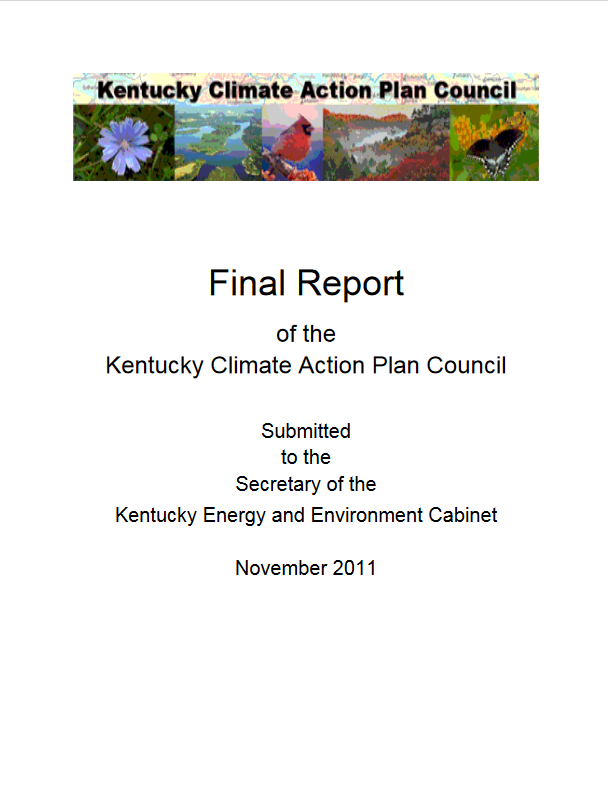 Kentucky Climate Action Plan Council
Final Report
of the
Kentucky Climate Action Plan Council
Submitted
to the
Secretary of the
Kentucky Energy and Environment Cabinet
November 2011